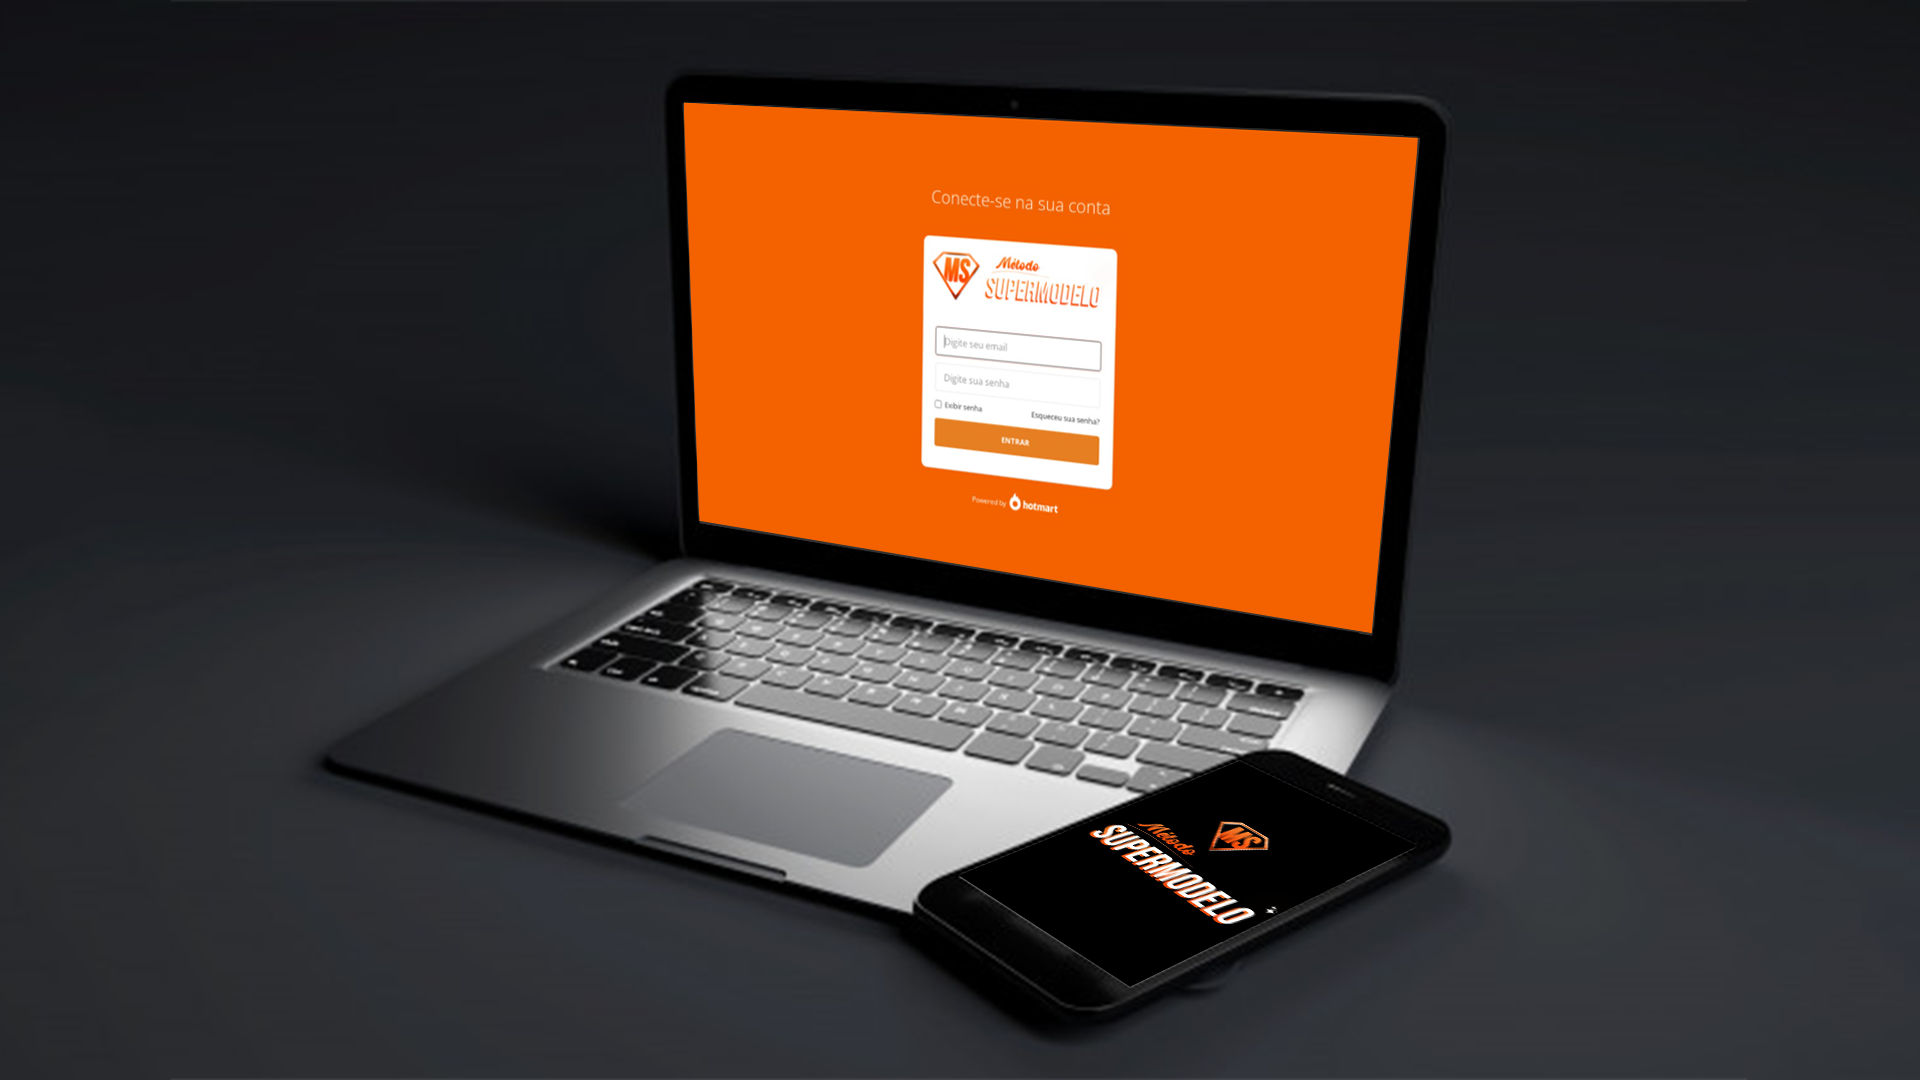 Conecte-se na sua conta
MS
Método
SUPERMODELO
Digite seu email
Digite sua senha
Exibir senha
Esqueceu sua senha?
ENTRAR
Powered by hotmart
MS
Método
SUPERMODELO